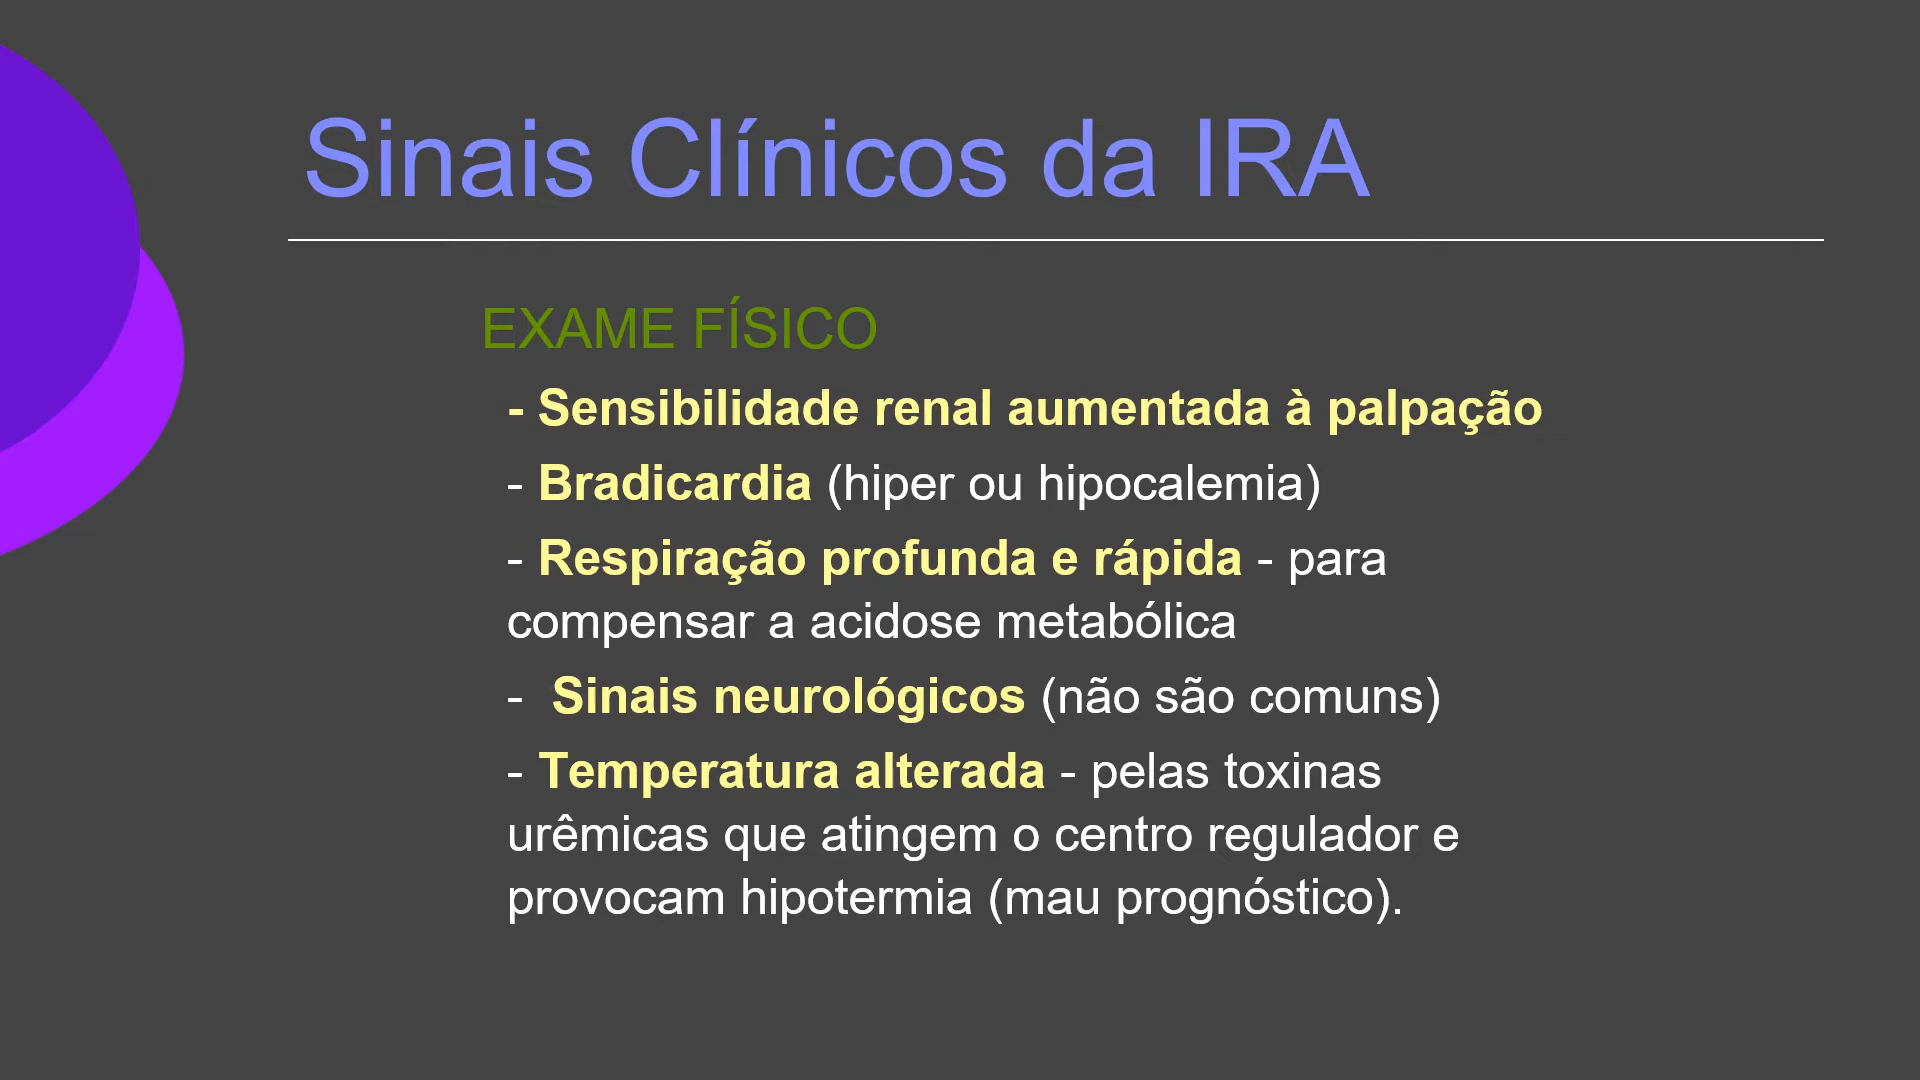 Sinais Clínicos da IRA
EXAME FÍSICO
- Sensibilidade renal aumentada à palpação
- Bradicardia (hiper ou hipocalemia)
- Respiração profunda e rápida - para
compensar a acidose metabólica
-  Sinais neurológicos (não são comuns)
- Temperatura alterada - pelas toxinas
urêmicas que atingem o centro regulador e
provocam hipotermia (mau prognóstico).